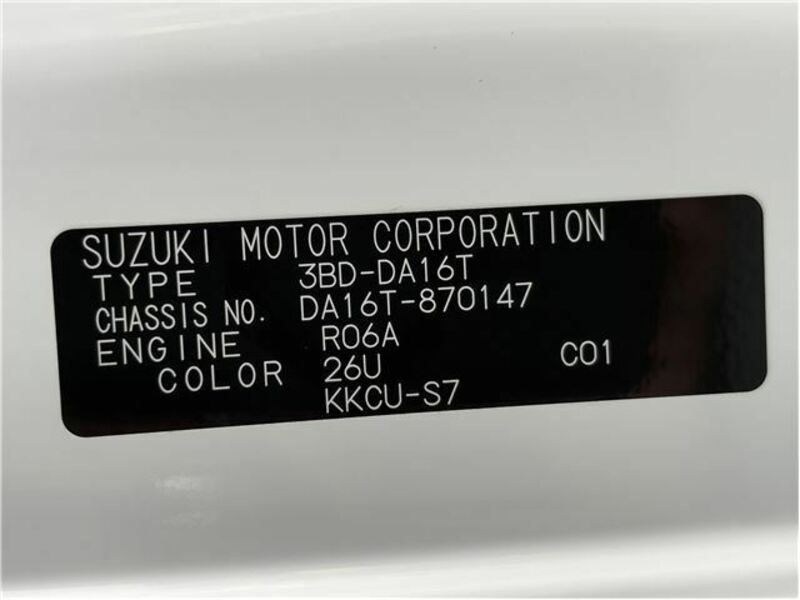 SUZUKI MOTOR CORPORATION
TYPE 3BD-DA16T
CHASSIS NO. DA16T-870147
ENGINE R06A
COLOR 26U C01
KKCU-S7